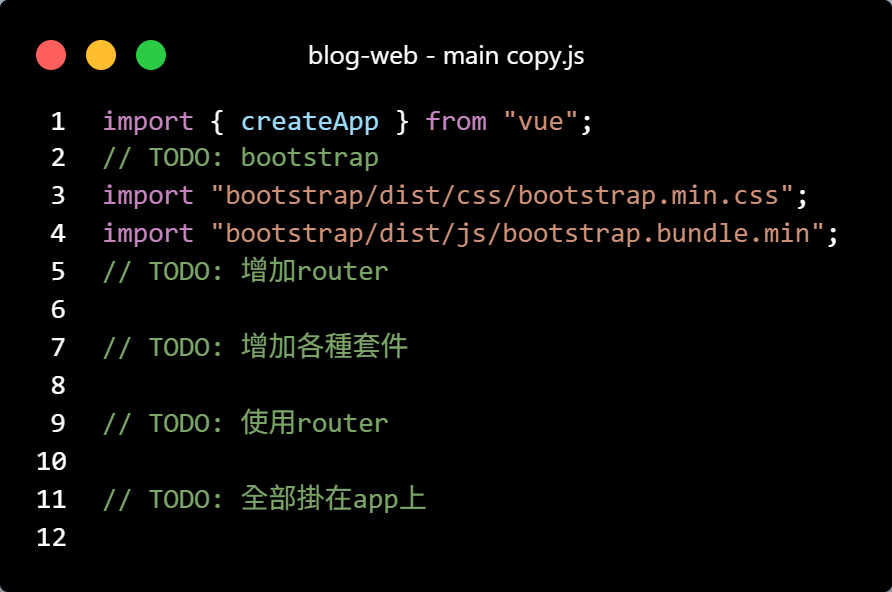 blog-web - main copy.js
1 import { createApp } from "vue";
2 // TODO: bootstrap
3 import "bootstrap/dist/css/bootstrap.min.css";
4 import "bootstrap/dist/js/bootstrap.bundle.min";
5 // TODO: 增加router
6
7 // TODO: 增加各種套件
8
9 // TODO: 使用router
10
11 // TODO: 全部掛在app上
12